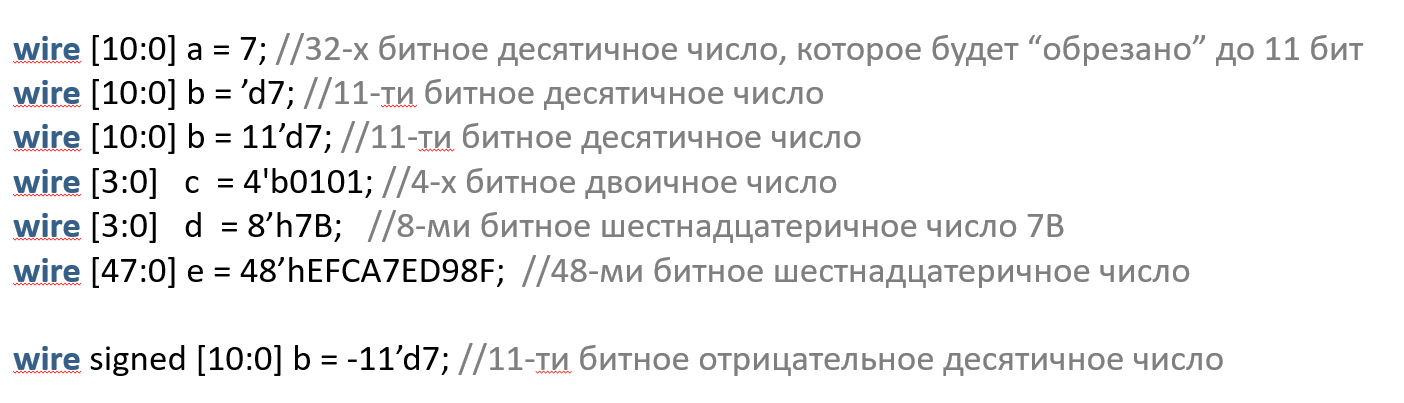 wire [10:0] a = 7; //32-х битное десятичное число, которое будет “обрезано” до 11 бит
wire [10:0] b = ’d7; //11-ти битное десятичное число
wire [10:0] b = 11’d7; //11-ти битное десятичное число
wire [3:0] c = 4'b0101; //4-х битное двоичное число
wire [3:0] d = 8’h7B; //8-ми битное шестнадцатеричное число 7B
wire [47:0] e = 48’hEFCA7ED98F; //48-ми битное шестнадцатеричное число
wire signed [10:0] b = -11’d7; //11-ти битное отрицательное десятичное число